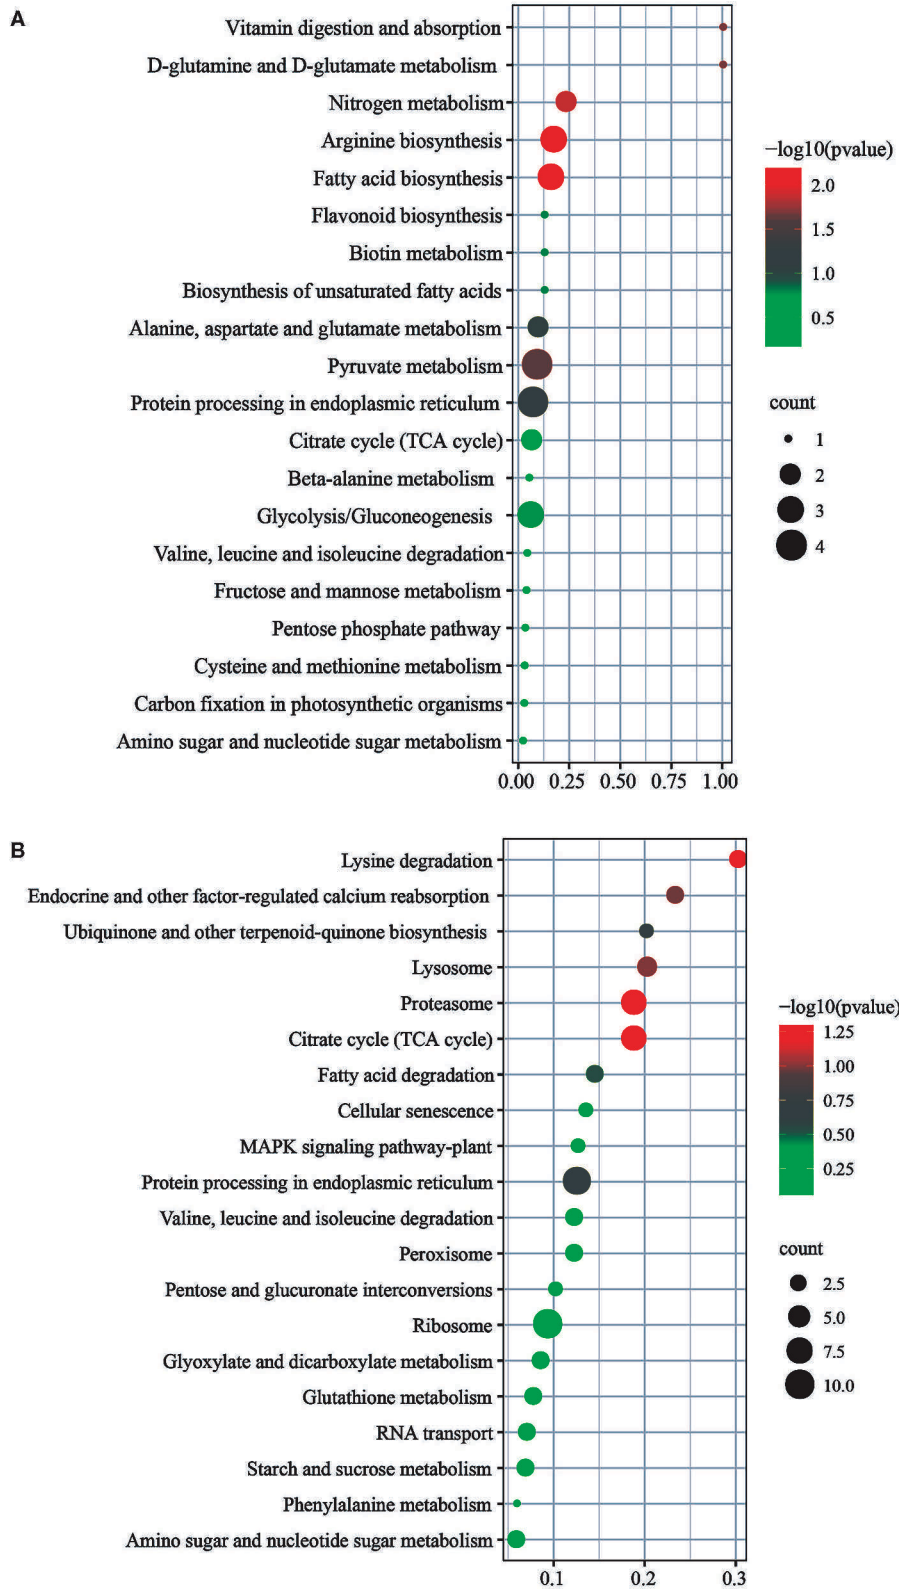 A
Vitamin digestion and absorption
D-glutamine and D-glutamate metabolism
Nitrogen metabolism
Arginine biosynthesis
Fatty acid biosynthesis
Flavonoid biosynthesis
Biotin metabolism
Biosynthesis of unsaturated fatty acids
Alanine, aspartate and glutamate metabolism
Pyruvate metabolism
Protein processing in endoplasmic reticulum
Citrate cycle (TCA cycle)
Beta-alanine metabolism
Glycolysis/Gluconeogenesis
Valine, leucine and isoleucine degradation
Fructose and mannose metabolism
Pentose phosphate pathway
Cysteine and methionine metabolism
Carbon fixation in photosynthetic organisms
Amino sugar and nucleotide sugar metabolism
0.00 0.25 0.50 0.75 1.00
−log10(pvalue)
2.0
1.5
1.0
0.5
count
1
2
3
4
B
Lysine degradation
Endocrine and other factor-regulated calcium reabsorption
Ubiquinone and other terpenoid-quinone biosynthesis
Lysosome
Proteasome
Citrate cycle (TCA cycle)
Fatty acid degradation
Cellular senescence
MAPK signaling pathway-plant
Protein processing in endoplasmic reticulum
Valine, leucine and isoleucine degradation
Peroxisome
Pentose and glucuronate interconversions
Ribosome
Glyoxylate and dicarboxylate metabolism
Glutathione metabolism
RNA transport
Starch and sucrose metabolism
Phenylalanine metabolism
Amino sugar and nucleotide sugar metabolism
0.1 0.2 0.3
−log10(pvalue)
1.25
1.00
0.75
0.50
0.25
count
2.5
5.0
7.5
10.0